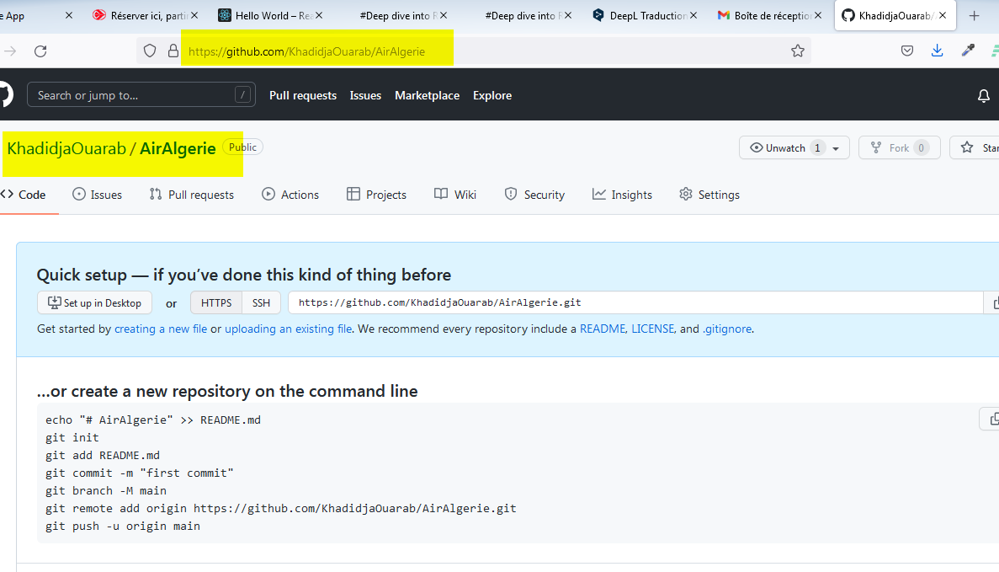 e App
Réserver ici, partir
Hello World – Rea
#Deep dive into R
#Deep dive into R
DeepL Traduction
Boîte de réception
KhadidjaOuarab/
https://github.com/KhadidjaOuarab/AirAlgerie
Search or jump to...
/
Pull requests
Issues
Marketplace
Explore
KhadidjaOuarab / AirAlgerie
Public
Unwatch 1
Fork 0
Star
<> Code
Issues
Pull requests
Actions
Projects
Wiki
Security
Insights
Settings
Quick setup — if you’ve done this kind of thing before
Set up in Desktop
or
HTTPS
SSH
https://github.com/KhadidjaOuarab/AirAlgerie.git
Get started by creating a new file or uploading an existing file. We recommend every repository include a README, LICENSE, and .gitignore.
…or create a new repository on the command line
echo "# AirAlgerie" >> README.md
git init
git add README.md
git commit -m "first commit"
git branch -M main
git remote add origin https://github.com/KhadidjaOuarab/AirAlgerie.git
git push -u origin main